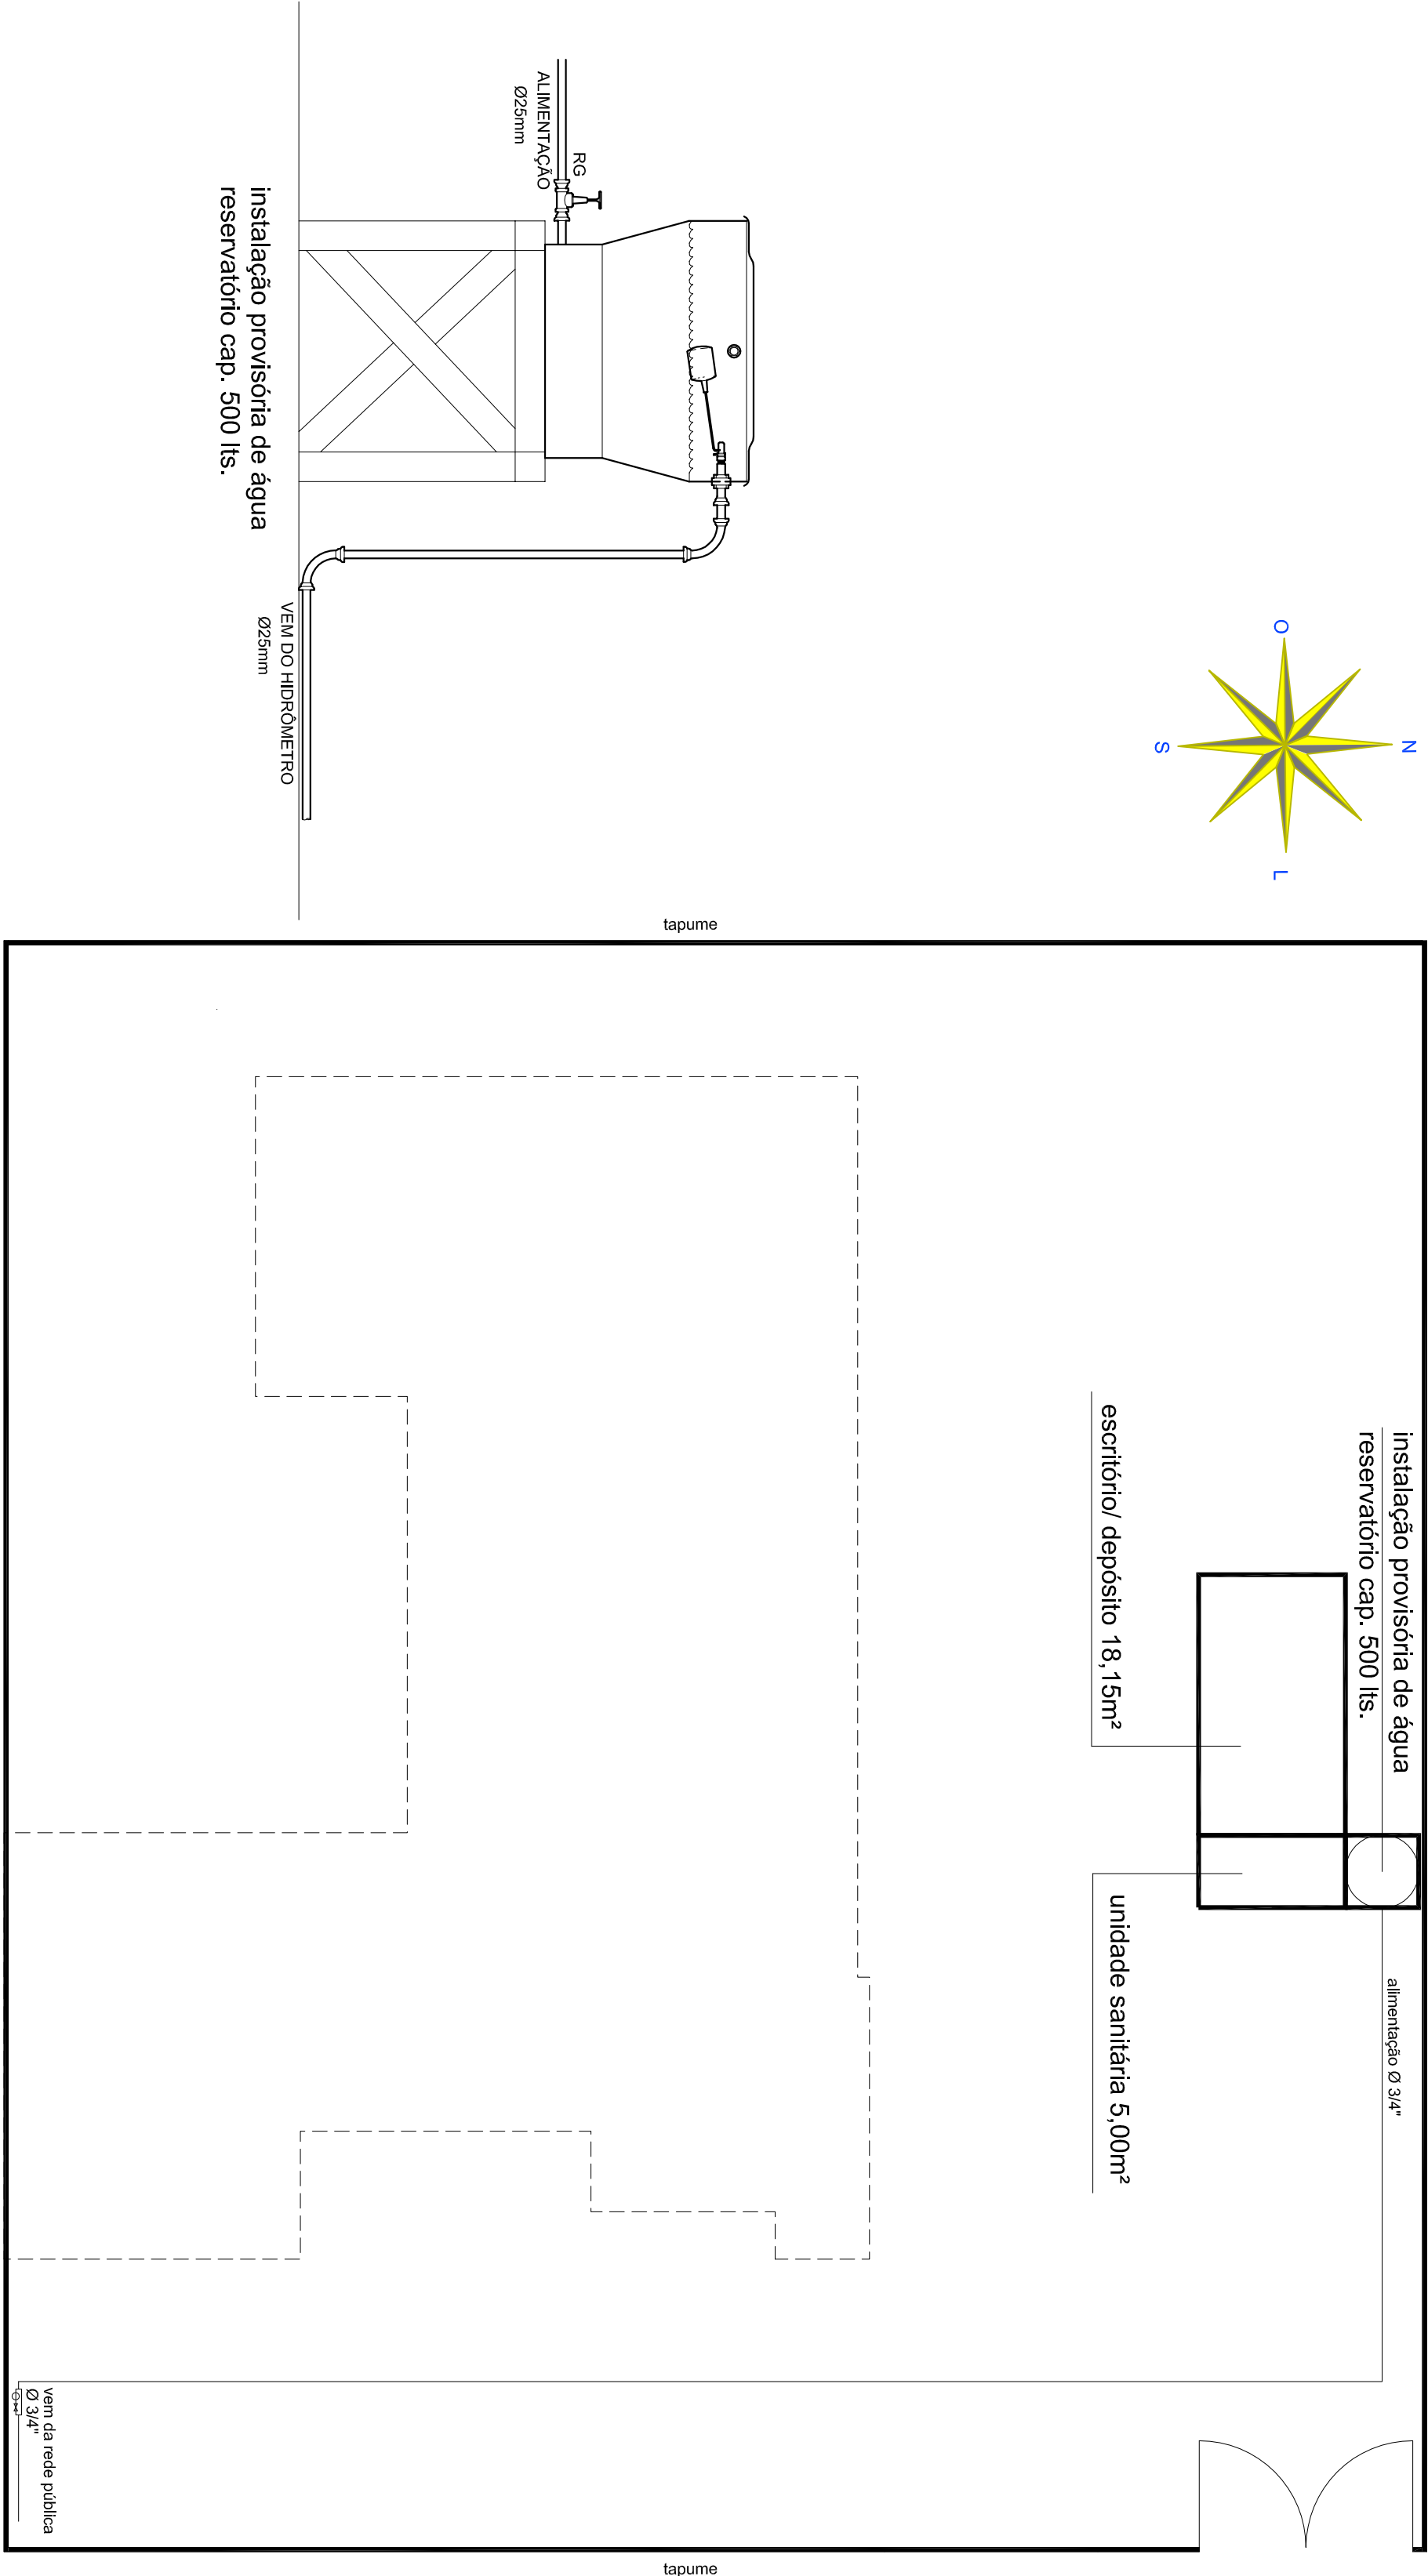 RG
ALIMENTAÇÃO
Ø25mm
instalação provisória de água
reservatório cap. 500 lts.
VEM DO HIDRÔMETRO
Ø25mm
N
O
L
S
tapume
instalação provisória de água
reservatório cap. 500 lts.
escritório/ depósito 18,15m²
unidade sanitária 5,00m²
alimentação Ø 3/4"
vem da rede pública
Ø 3/4"
tapume